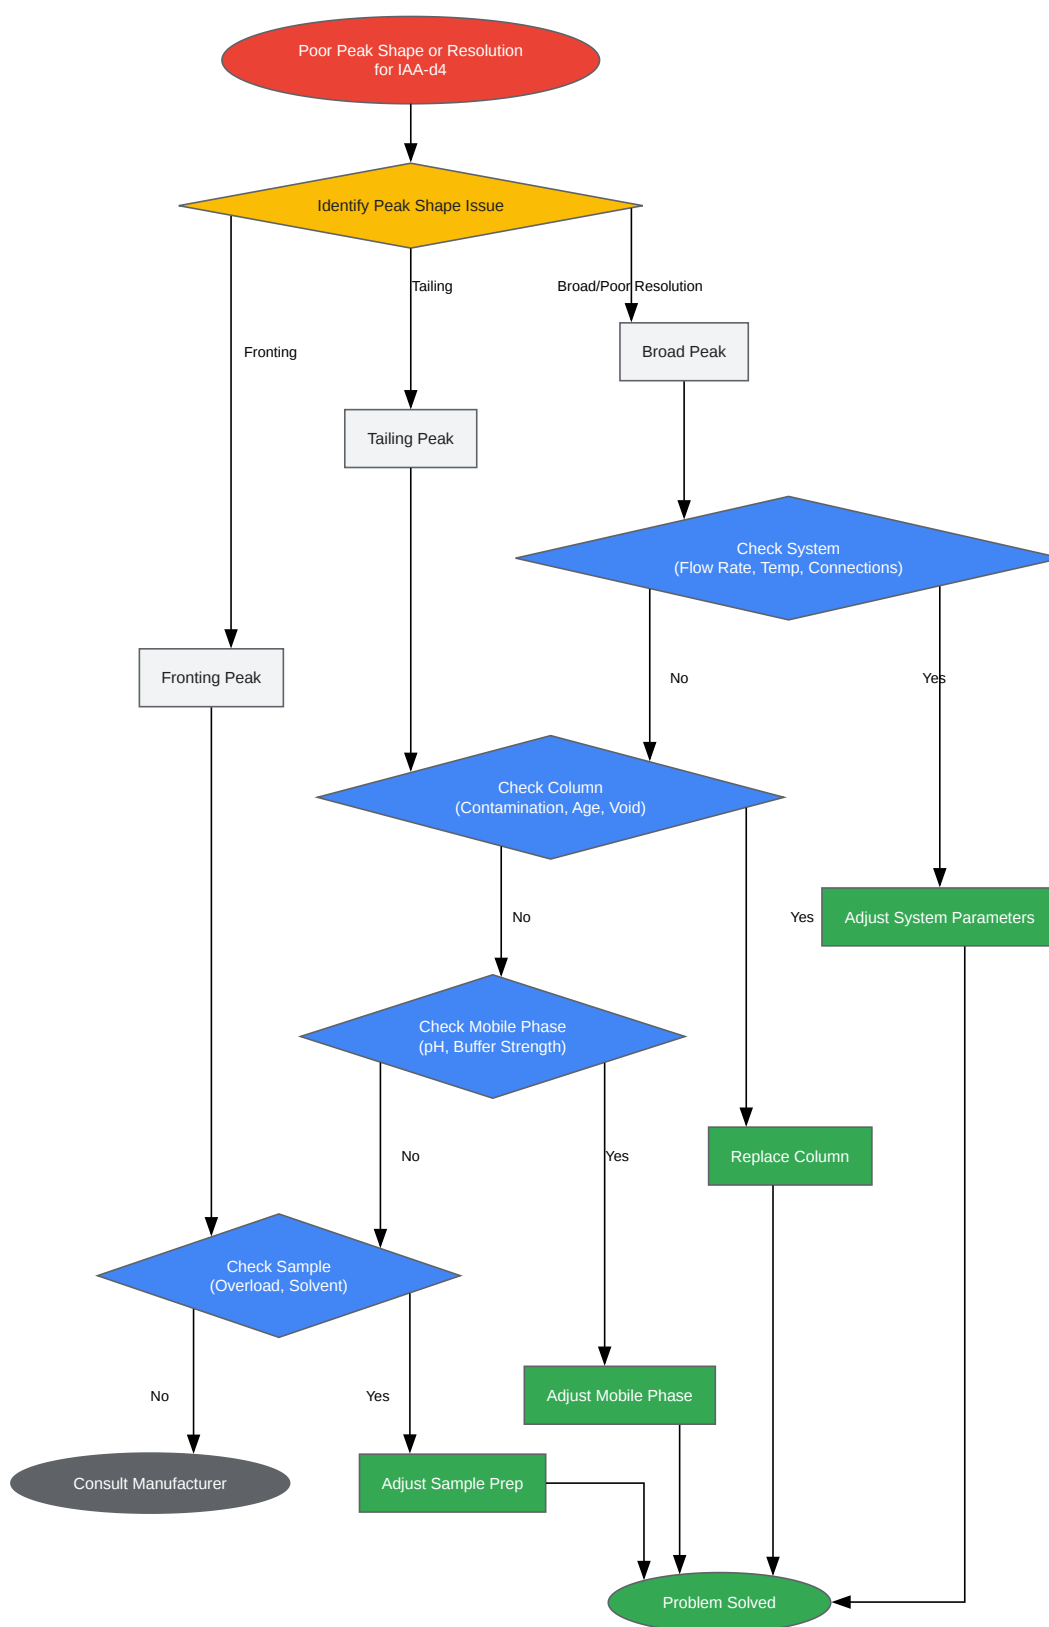 Poor Peak Shape or Resolution
for IAA-d4
Identify Peak Shape Issue
Tailing
Broad/Poor Resolution
Fronting
Broad Peak
Tailing Peak
Check System
(Flow Rate, Temp, Connections)
Fronting Peak
No
Yes
Check Column
(Contamination, Age, Void)
No
Yes
Adjust System Parameters
Check Mobile Phase
(pH, Buffer Strength)
No
Yes
Replace Column
Check Sample
(Overload, Solvent)
No
Yes
Adjust Mobile Phase
Consult Manufacturer
Adjust Sample Prep
Problem Solved